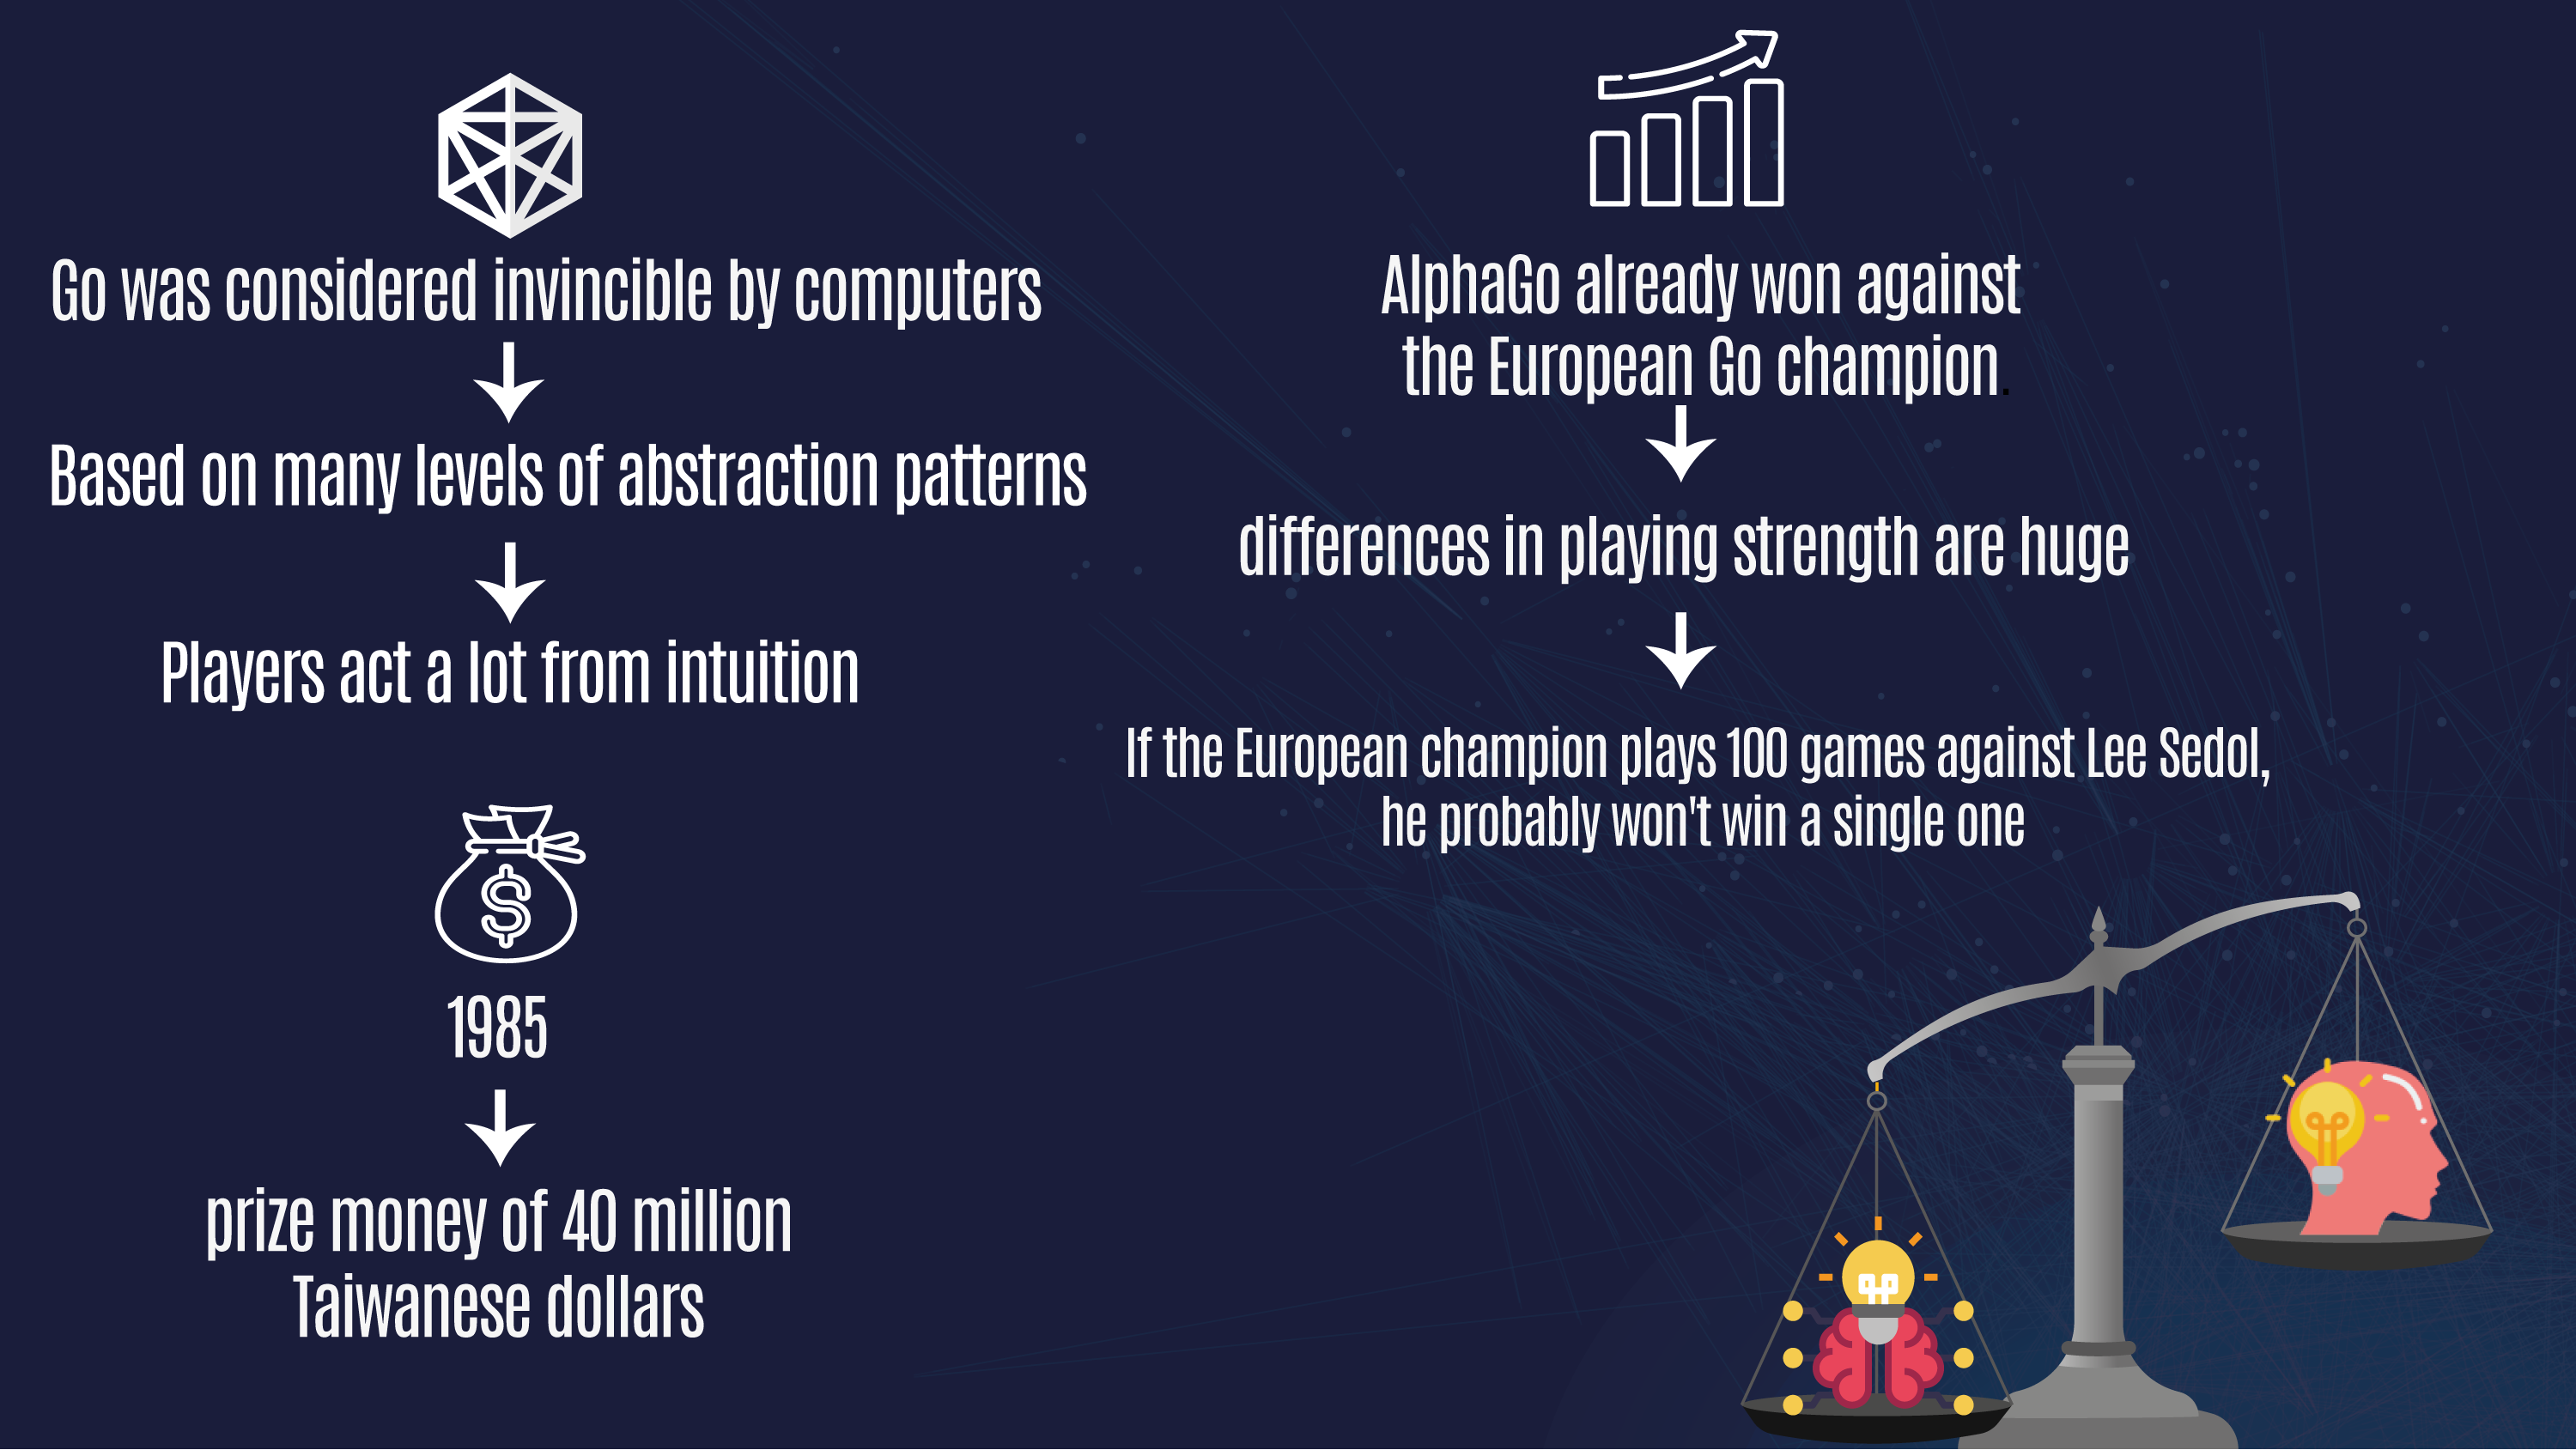 Go was considered invincible by computers
Based on many levels of abstraction patterns
Players act a lot from intuition
$
1985
prize money of 40 million
Taiwanese dollars
AlphaGo already won against
the European Go champion.
differences in playing strength are huge
If the European champion plays 100 games against Lee Sedol,
he probably won't win a single one